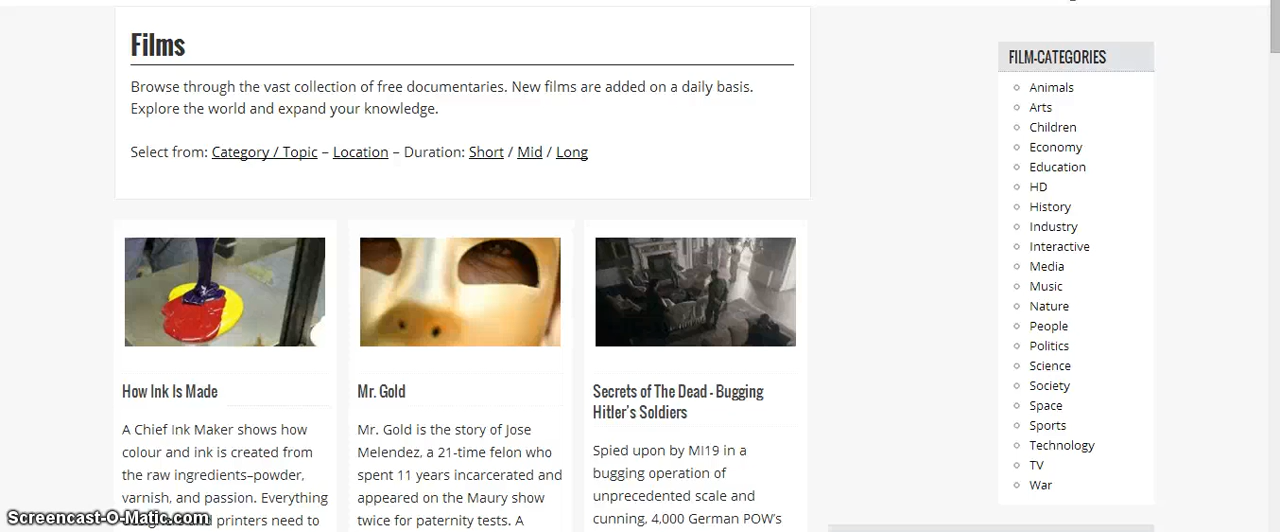 Films
Browse through the vast collection of free documentaries. New films are added on a daily basis.
Explore the world and expand your knowledge.
Select from: Category / Topic – Location – Duration: Short / Mid / Long
How Ink Is Made
A Chief Ink Maker shows how
colour and ink is created from
the raw ingredients–powder,
varnish, and passion. Everything
printers need to
Mr. Gold
Mr. Gold is the story of Jose
Melendez, a 21-time felon who
spent 11 years incarcerated and
appeared on the Maury show
twice for paternity tests. A
Secrets of The Dead - Bugging
Hitler's Soldiers
Spied upon by MI19 in a
bugging operation of
unprecedented scale and
cunning, 4,000 German POW's
FILM-CATEGORIES
Animals
Arts
Children
Economy
Education
HD
History
Industry
Interactive
Media
Music
Nature
People
Politics
Science
Society
Space
Sports
Technology
TV
War
Screencast-O-Matic.com